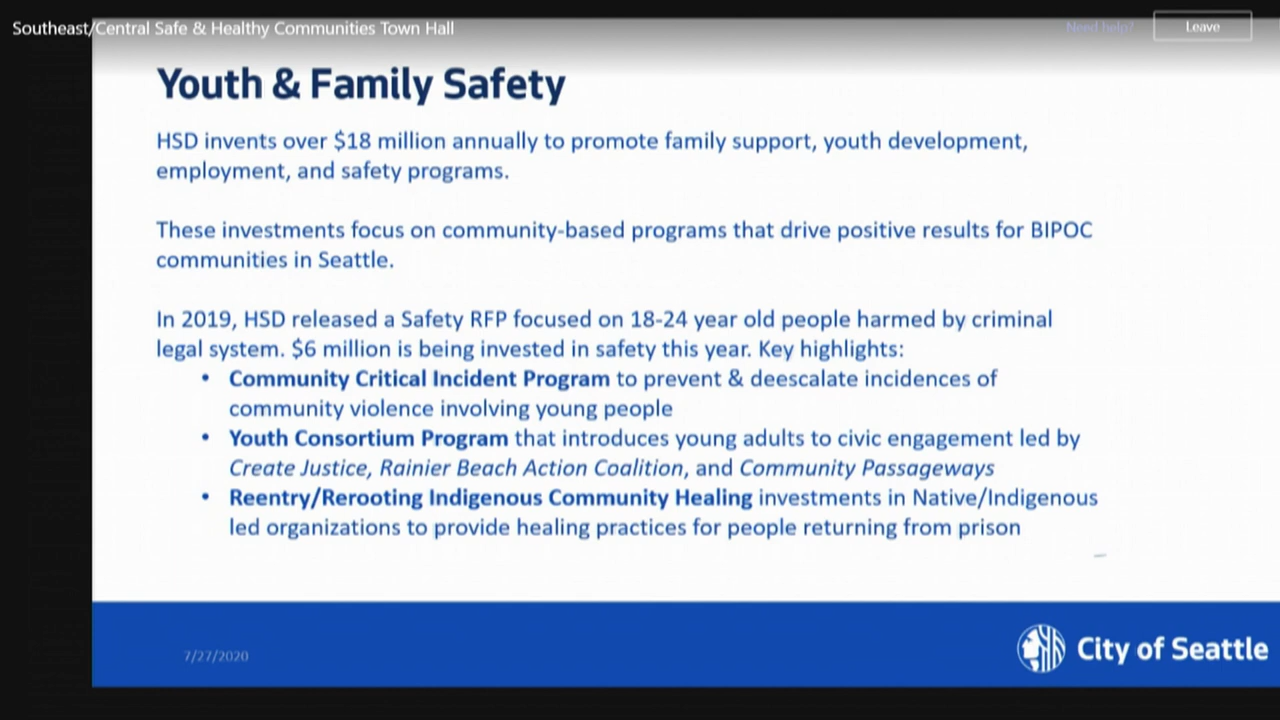 Southeast/Central Safe & Healthy Communities Town Hall
Need help?
Leave
Youth & Family Safety
HSD invents over $18 million annually to promote family support, youth development,
employment, and safety programs.
These investments focus on community-based programs that drive positive results for BIPOC
communities in Seattle.
In 2019, HSD released a Safety RFP focused on 18-24 year old people harmed by criminal
legal system. $6 million is being invested in safety this year. Key highlights:
• Community Critical Incident Program to prevent & deescalate incidences of
community violence involving young people
• Youth Consortium Program that introduces young adults to civic engagement led by
Create Justice, Rainier Beach Action Coalition, and Community Passageways
• Reentry/Rerooting Indigenous Community Healing investments in Native/Indigenous
led organizations to provide healing practices for people returning from prison
7/27/2020
City of Seattle